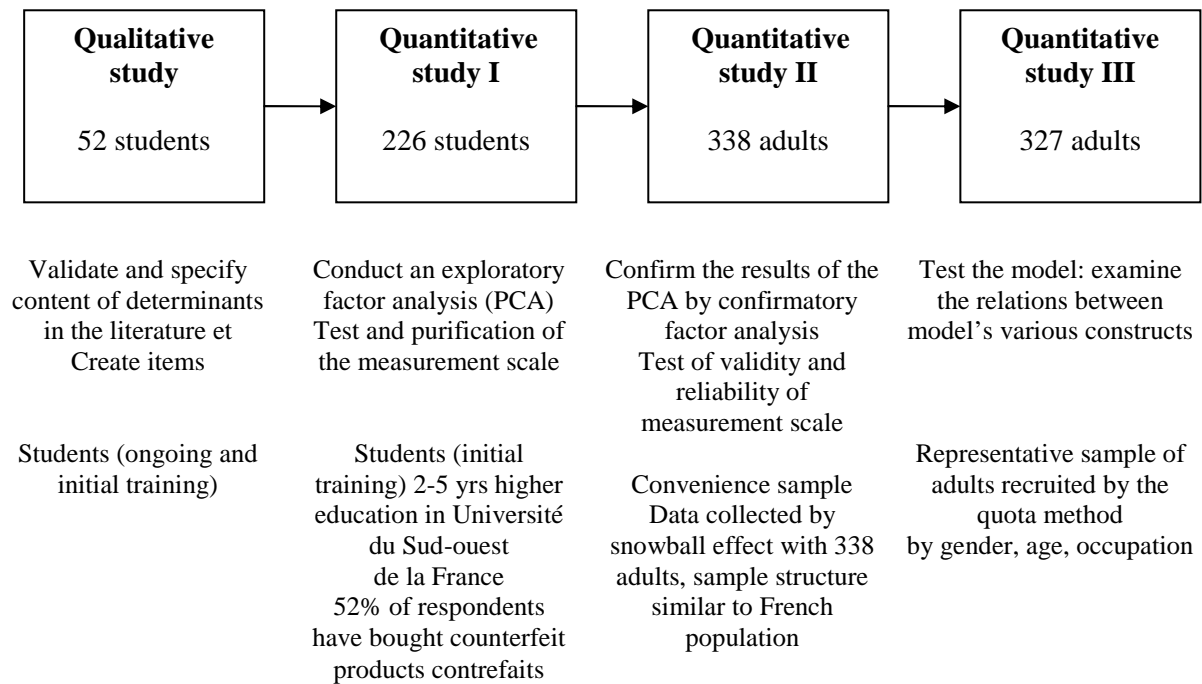 Qualitative
study
52 students
Quantitative
study I
226 students
Quantitative
study II
338 adults
Quantitative
study III
327 adults
Validate and specify
content of determinants
in the literature et
Create items
Conduct an exploratory
factor analysis (PCA)
Test and purification of
the measurement scale
Confirm the results of the
PCA by confirmatory
factor analysis
Test of validity and
reliability of
measurement scale
Test the model: examine
the relations between
model’s various constructs
Students (ongoing and
initial training)
Students (initial
training) 2-5 yrs higher
education in Université
du Sud-ouest
de la France
52% of respondents
have bought counterfeit
products contrefaits
Convenience sample
Data collected by
snowball effect with 338
adults, sample structure
similar to French
population
Representative sample of
adults recruited by the
quota method
by gender, age, occupation